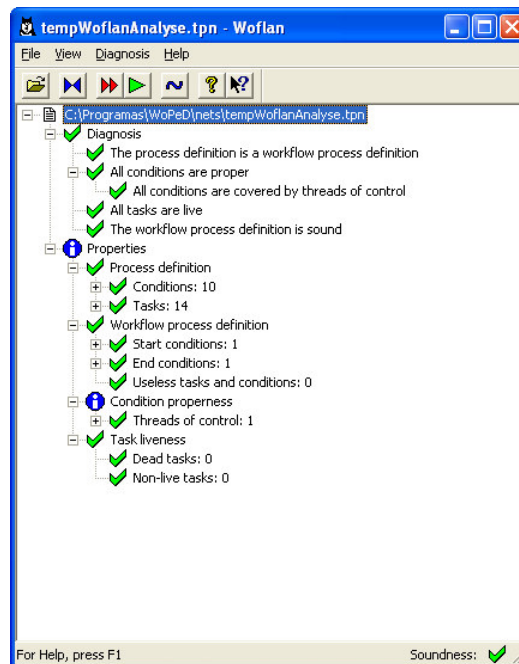 tempWoflanAnalyse.tpn - Woflan
File View Diagnosis Help
C:\Programas\WoPeD\nets\tempWoflanAnalyse.tpn
Diagnosis
The process definition is a workflow process definition
All conditions are proper
All conditions are covered by threads of control
All tasks are live
The workflow process definition is sound
Properties
Process definition
Conditions: 10
Tasks: 14
Workflow process definition
Start conditions: 1
End conditions: 1
Useless tasks and conditions: 0
Condition properness
Threads of control: 1
Task liveness
Dead tasks: 0
Non-live tasks: 0
For Help, press F1 Soundness: